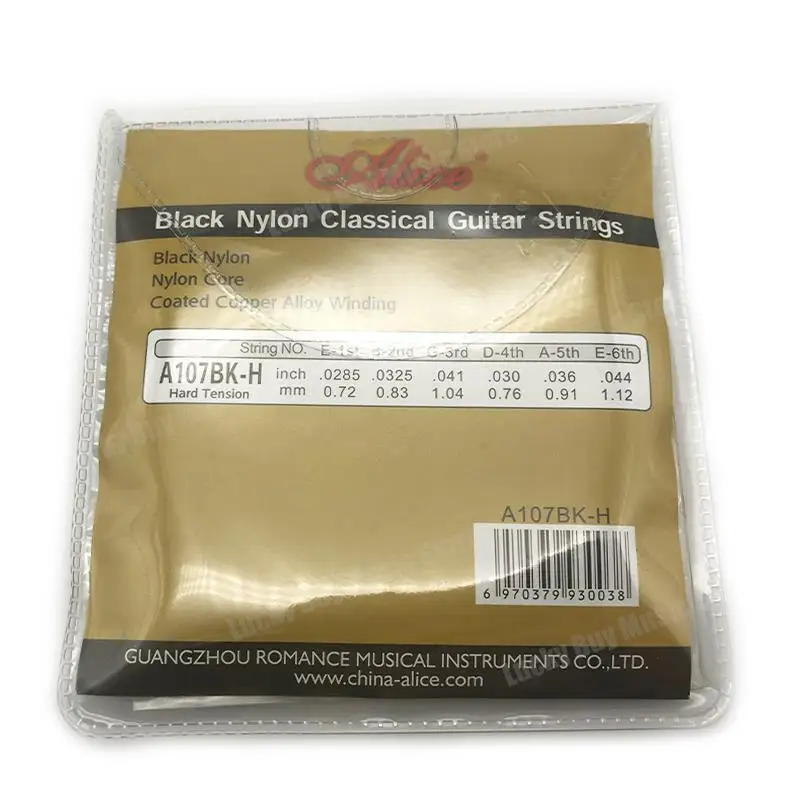 Alice®
Black Nylon Classical Guitar Strings
Black Nylon
Nylon Core
Coated Copper Alloy Winding
String NO. E-1st B-2nd G-3rd D-4th A-5th E-6th
A107BK-H inch .0285 .0325 .041 .030 .036 .044
Hard Tension mm 0.72 0.83 1.04 0.76 0.91 1.12
A107BK-H
6 970379 930038
GUANGZHOU ROMANCE MUSICAL INSTRUMENTS CO.,LTD.
www.china-alice.com